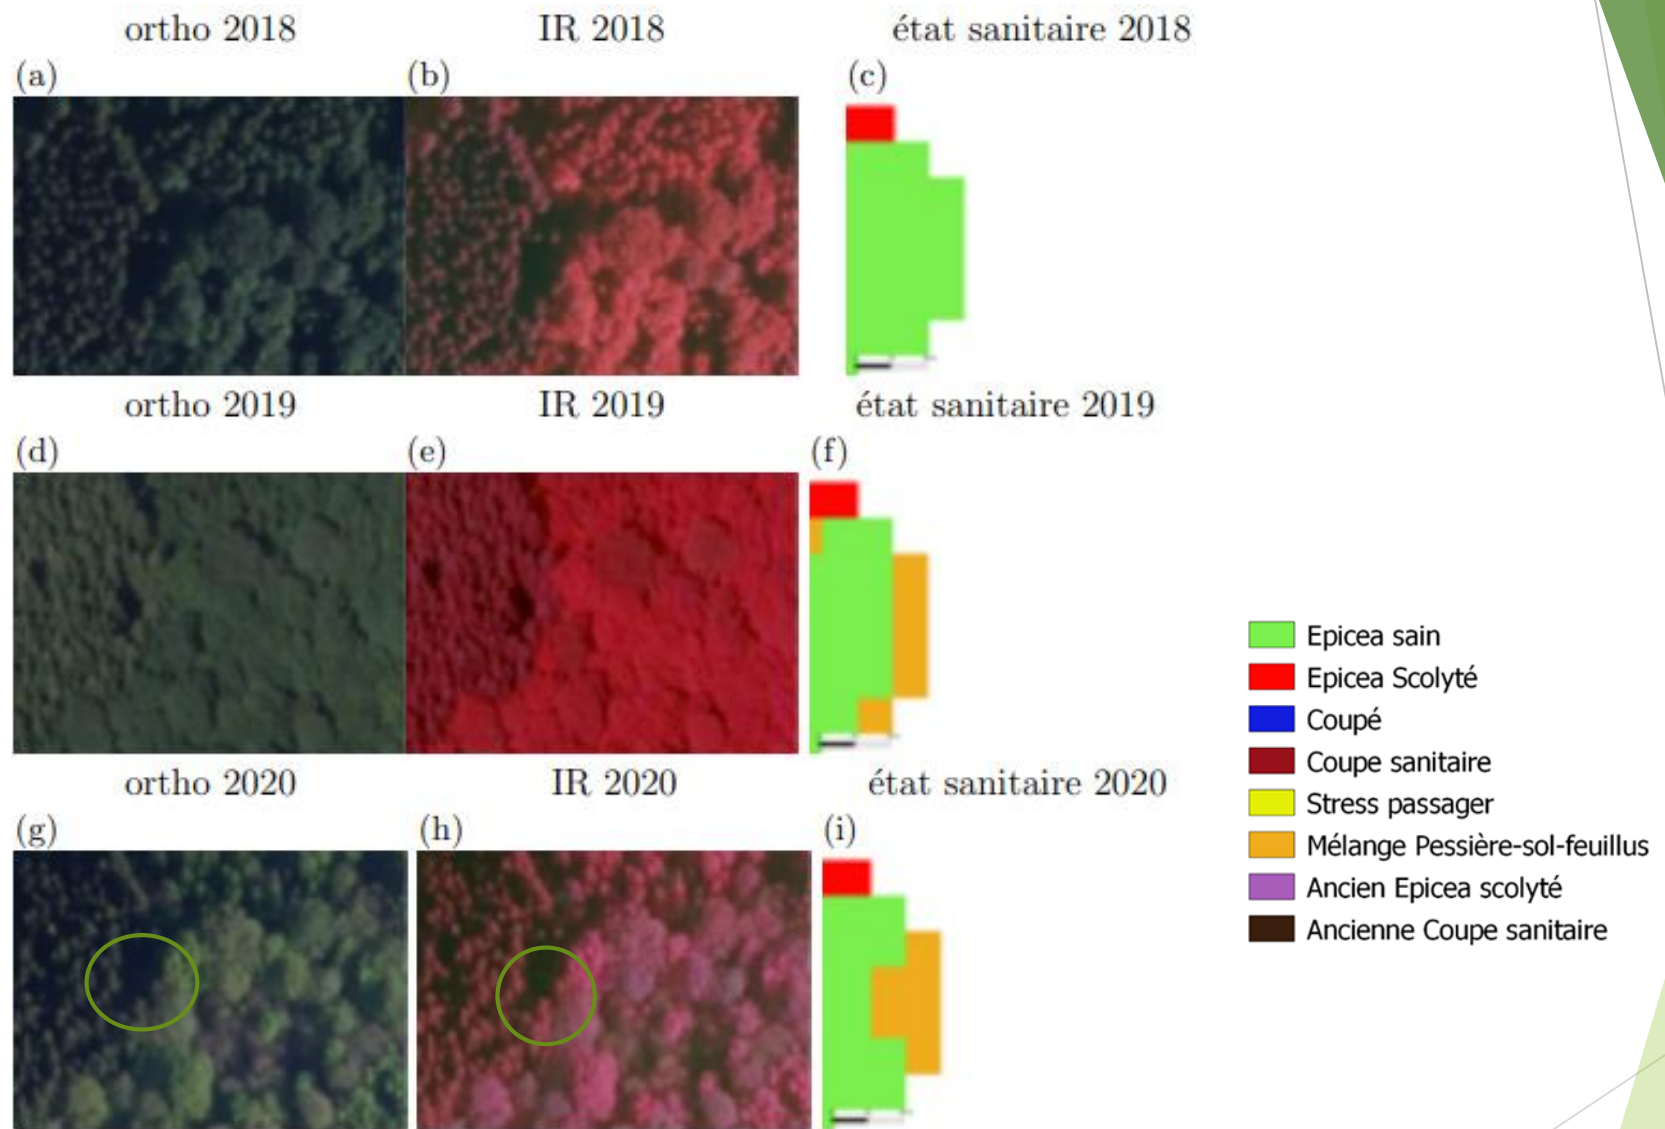 ortho 2018 IR 2018 état sanitaire 2018
(a) (b) (c)
ortho 2019 IR 2019 état sanitaire 2019
(d) (e) (f)
ortho 2020 IR 2020 état sanitaire 2020
(g) (h) (i)
Epicea sain
Epicea Scolyté
Coupé
Coupe sanitaire
Stress passager
Mélange Pessière-sol-feuillus
Ancien Epicea scolyté
Ancienne Coupe sanitaire